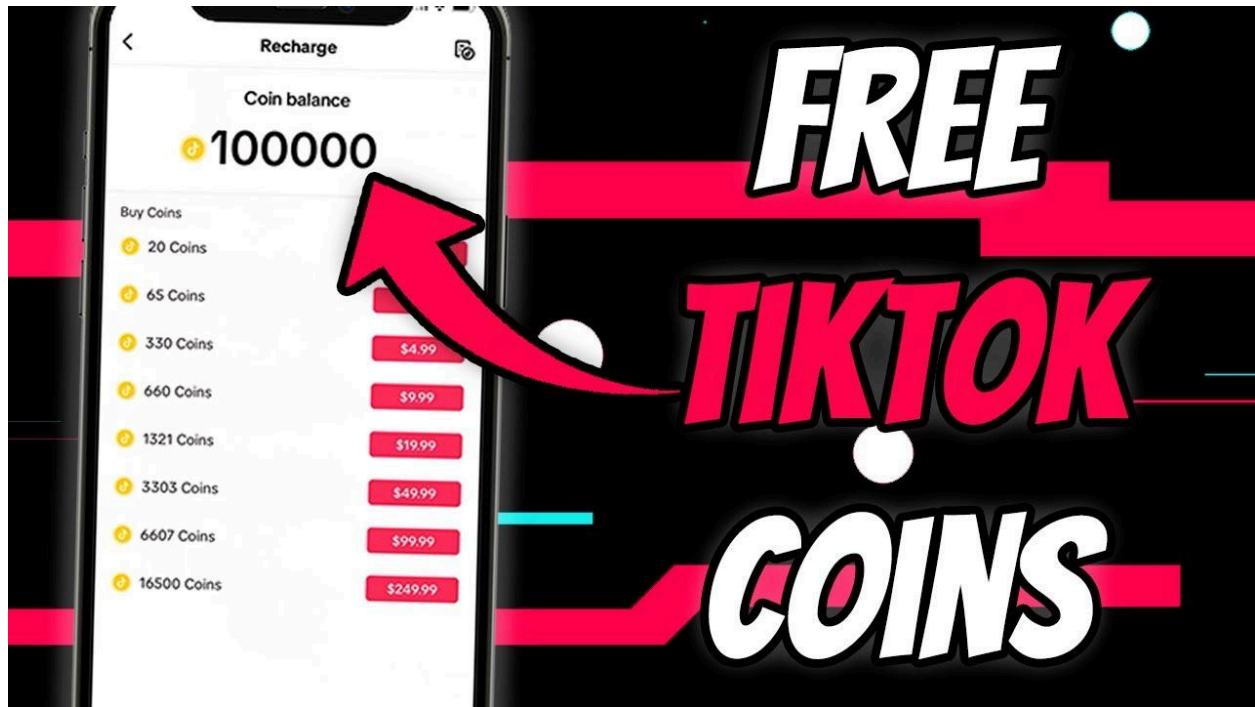 Recharge
Coin balance
100000
Buy Coins
20 Coins
65 Coins
330 Coins $4.99
660 Coins $9.99
1321 Coins $19.99
3303 Coins $49.99
6607 Coins $99.99
16500 Coins $249.99
FREE
TIKTOK
COINS